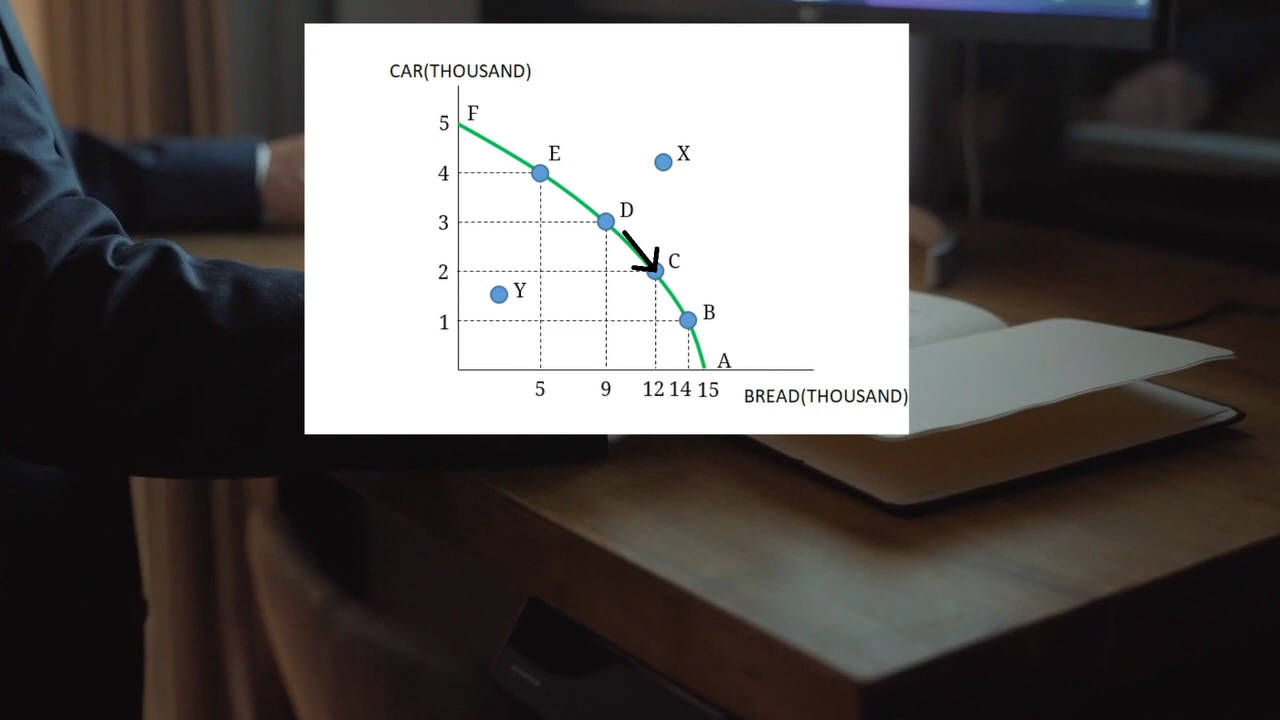 CAR(THOUSAND)
F
5
E
X
4
D
3
C
2
Y
B
1
A
5 9 12 14 15
BREAD(THOUSAND)